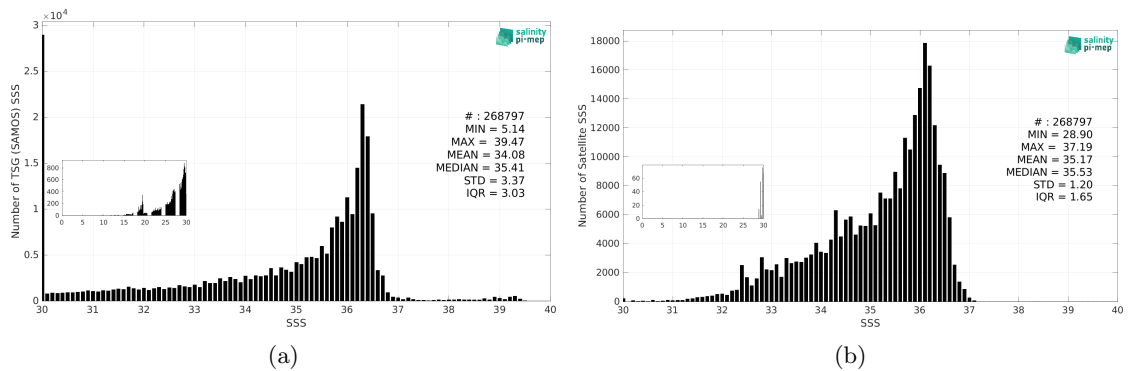 ×10⁴
3
2.5
2
1.5
1
0.5
0
30 31 32 33 34 35 36 37 38 39 40
SSS
Number of TSG (SAMOS) SSS
800
600
400
200
0
0 5 10 15 20 25 30
salinity
pi-mep
# : 268797
MIN = 5.14
MAX = 39.47
MEAN = 34.08
MEDIAN = 35.41
STD = 3.37
IQR = 3.03
(a)
18000
16000
14000
12000
10000
8000
6000
4000
2000
0
30 31 32 33 34 35 36 37 38 39 40
SSS
Number of Satellite SSS
60
40
20
0
0 5 10 15 20 25 30
salinity
pi-mep
# : 268797
MIN = 28.90
MAX = 37.19
MEAN = 35.17
MEDIAN = 35.53
STD = 1.20
IQR = 1.65
(b)